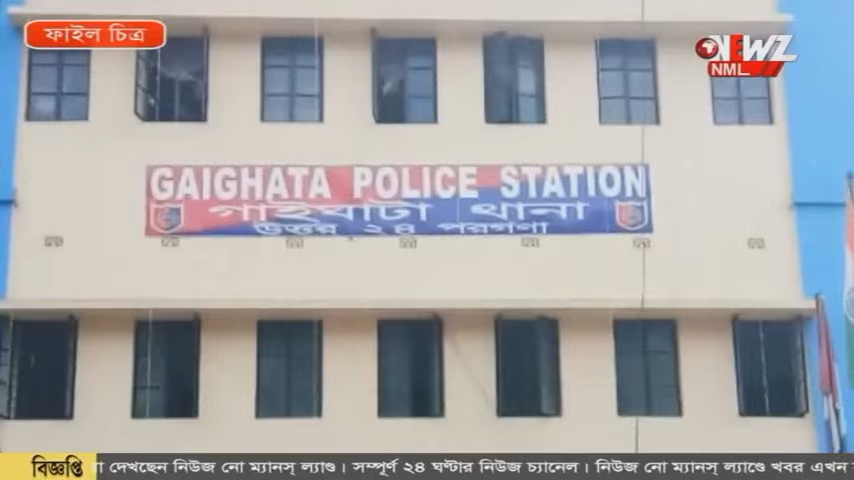 ফাইল চিত্র
NEWZ
NML
GAIGHATA POLICE STATION
গাইঘাটা থানা
উত্তর ২৪ পরগণা
বিজ্ঞপ্তি
দেখছেন নিউজ নো ম্যানস্ ল্যাণ্ড। সম্পূর্ণ ২৪ ঘণ্টার নিউজ চ্যানেল। নিউজ নো ম্যানস্ ল্যাণ্ডে খবর এখন